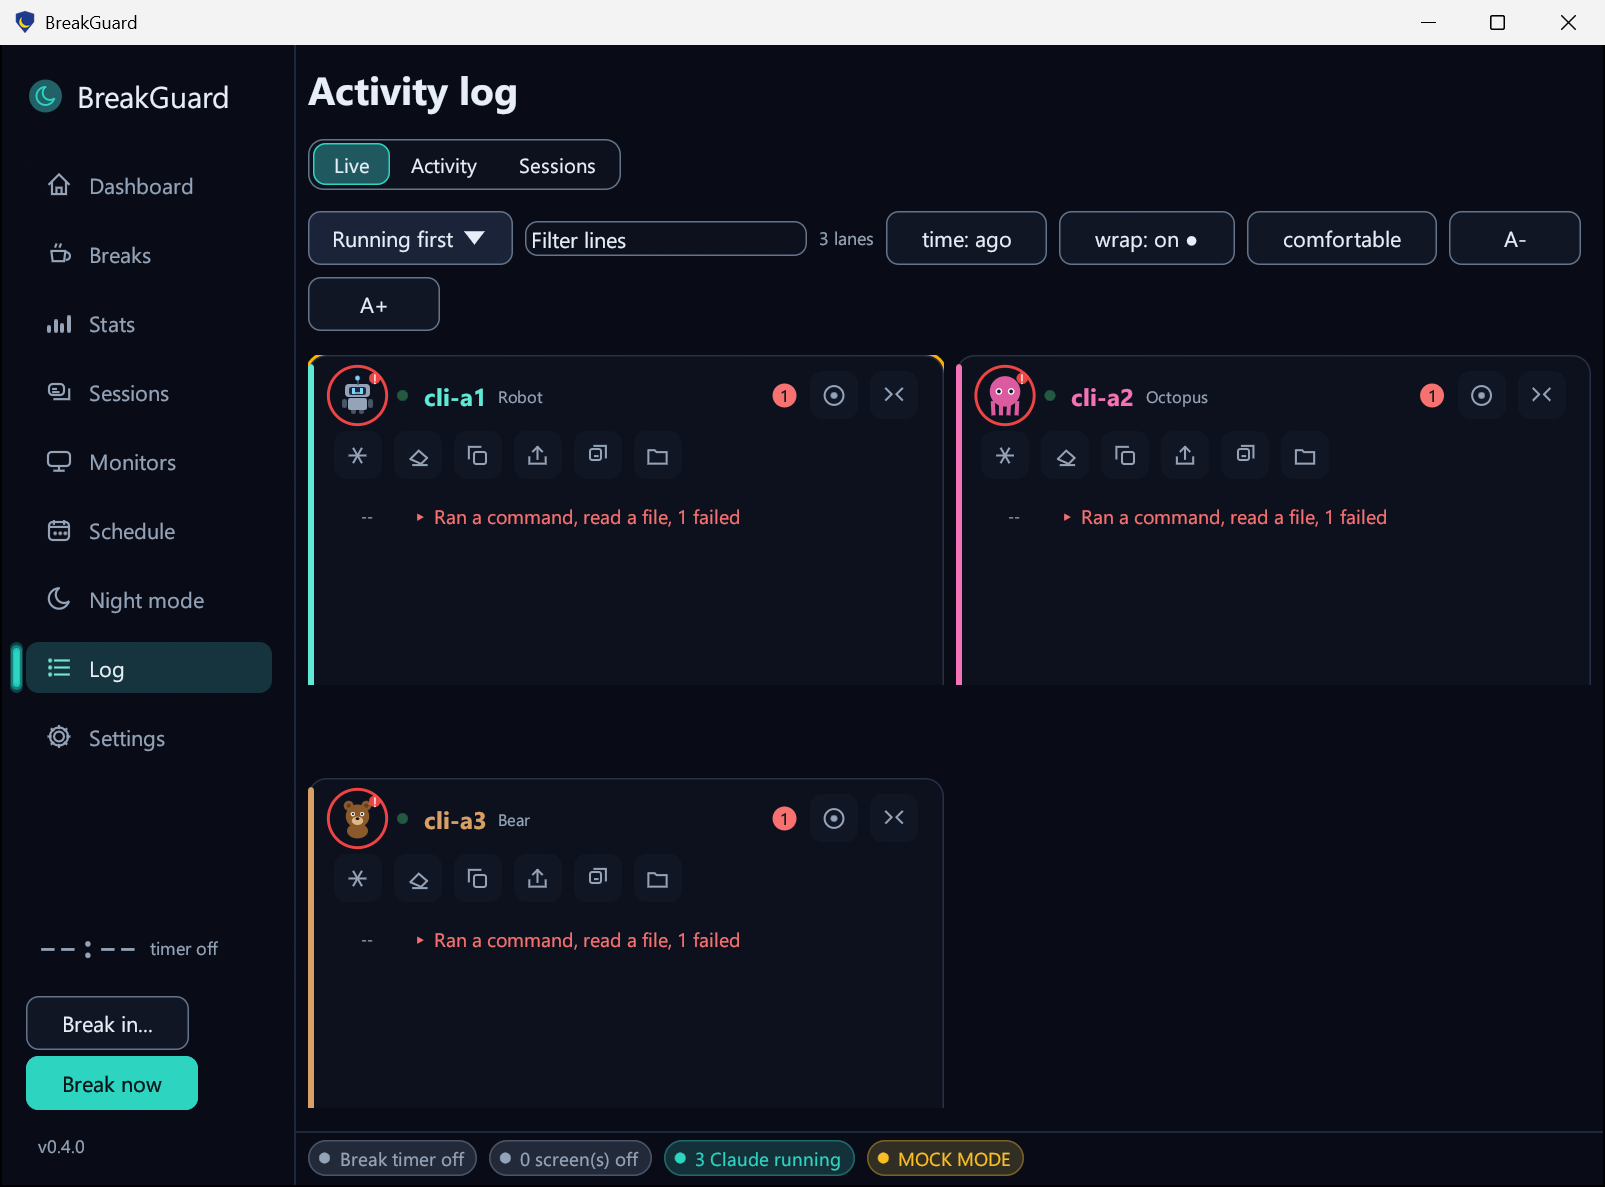 BreakGuard
BreakGuard
Dashboard
Breaks
Stats
Sessions
Monitors
Schedule
Night mode
Log
Settings
--:-- timer off
Break in...
Break now
v0.4.0
Activity log
Live Activity Sessions
Running first ▼ Filter lines 3 lanes time: ago wrap: on ● comfortable A-
A+
cli-a1 Robot 1
-- ▸ Ran a command, read a file, 1 failed
cli-a2 Octopus 1
-- ▸ Ran a command, read a file, 1 failed
cli-a3 Bear 1
-- ▸ Ran a command, read a file, 1 failed
Break timer off 0 screen(s) off 3 Claude running MOCK MODE